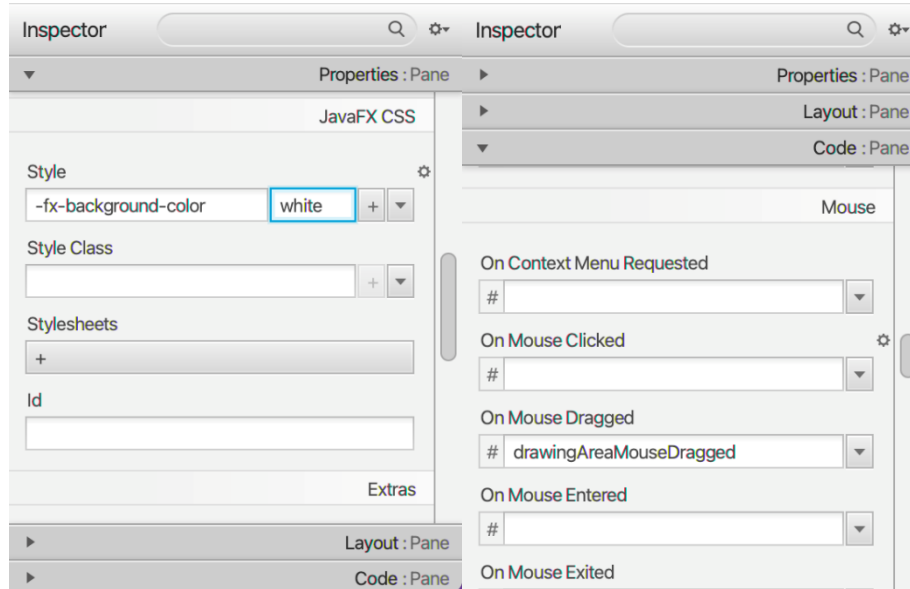 Inspector
Properties : Pane
JavaFX CSS
Style
-fx-background-color white +
Style Class
+
Stylesheets
+
Id
Extras
Layout : Pane
Code : Pane
Inspector
Properties : Pane
Layout : Pane
Code : Pane
Mouse
On Context Menu Requested
#
On Mouse Clicked
#
On Mouse Dragged
# drawingAreaMouseDragged
On Mouse Entered
#
On Mouse Exited